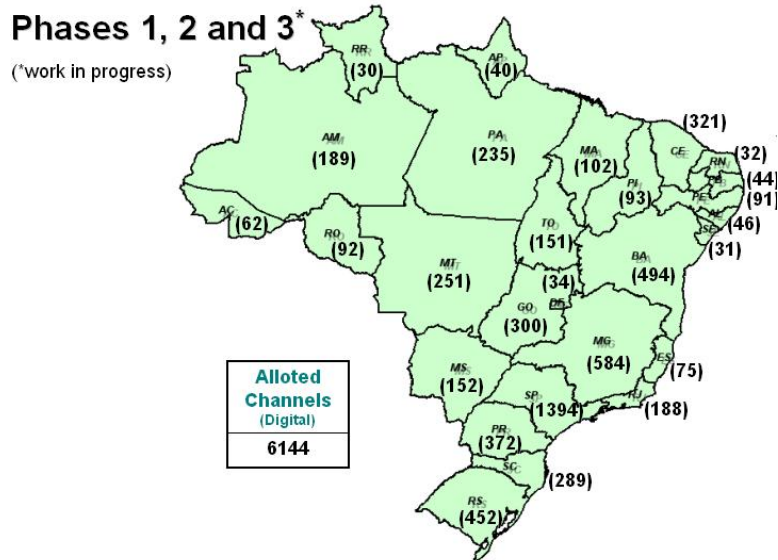 Phases 1, 2 and 3*
(*work in progress)
RR
(30)
AP
(40)
AM
(189)
PA
(235)
MA
(102)
CE
(321)
RN
(32)
PB
(44)
PE
(91)
AL
(46)
SE
(31)
PI
(93)
AC
(62)
RO
(92)
TO
(151)
BA
(494)
MT
(251)
DF
(34)
GO
(300)
MG
(584)
ES
(75)
MS
(152)
SP
(1394)
RJ
(188)
PR
(372)
SC
(289)
RS
(452)
Alloted
Channels
(Digital)
6144